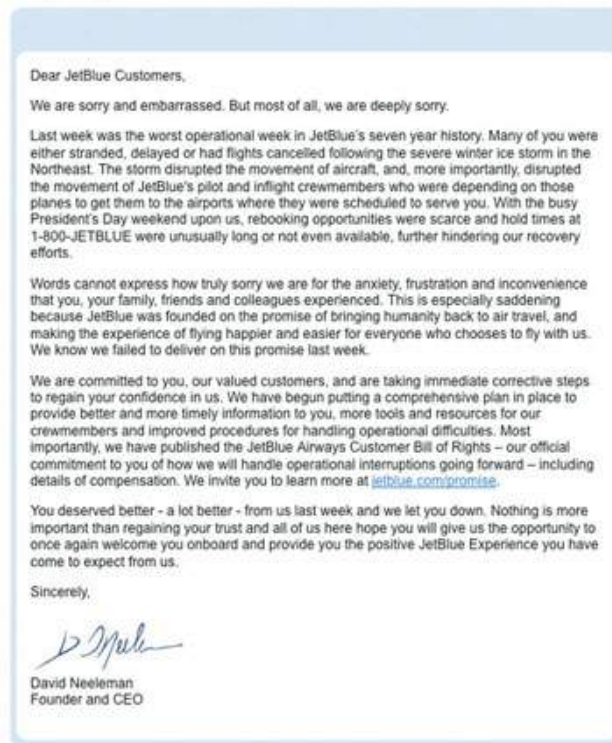 Dear JetBlue Customers,
We are sorry and embarrassed. But most of all, we are deeply sorry.
Last week was the worst operational week in JetBlue's seven year history. Many of you were
either stranded, delayed or had flights cancelled following the severe winter ice storm in the
Northeast. The storm disrupted the movement of aircraft, and, more importantly, disrupted
the movement of JetBlue's pilot and inflight crewmembers who were depending on those
planes to get them to the airports where they were scheduled to serve you. With the busy
President's Day weekend upon us, rebooking opportunities were scarce and hold times at
1-800-JETBLUE were unusually long or not even available, further hindering our recovery
efforts.
Words cannot express how truly sorry we are for the anxiety, frustration and inconvenience
that you, your family, friends and colleagues experienced. This is especially saddening
because JetBlue was founded on the promise of bringing humanity back to air travel, and
making the experience of flying happier and easier for everyone who chooses to fly with us.
We know we failed to deliver on this promise last week.
We are committed to you, our valued customers, and are taking immediate corrective steps
to regain your confidence in us. We have begun putting a comprehensive plan in place to
provide better and more timely information to you, more tools and resources for our
crewmembers and improved procedures for handling operational difficulties. Most
importantly, we have published the JetBlue Airways Customer Bill of Rights – our official
commitment to you of how we will handle operational interruptions going forward – including
details of compensation. We invite you to learn more at jetblue.com/promise.
You deserved better - a lot better - from us last week and we let you down. Nothing is more
important than regaining your trust and all of us here hope you will give us the opportunity to
once again welcome you onboard and provide you the positive JetBlue Experience you have
come to expect from us.
Sincerely,
D Neeleman
David Neeleman
Founder and CEO